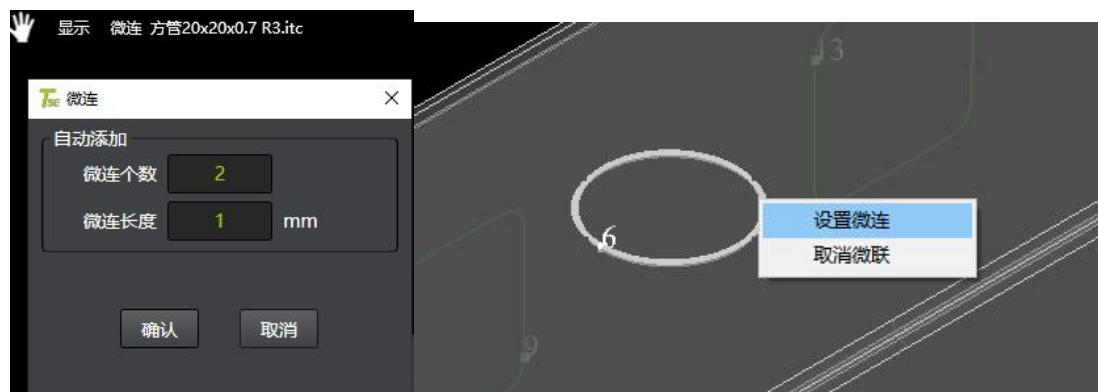 显示 微连 方管20x20x0.7 R3.itc
TSE 微连
自动添加
微连个数 2
微连长度 1 mm
确认 取消
13
6
设置微连
取消微联
9